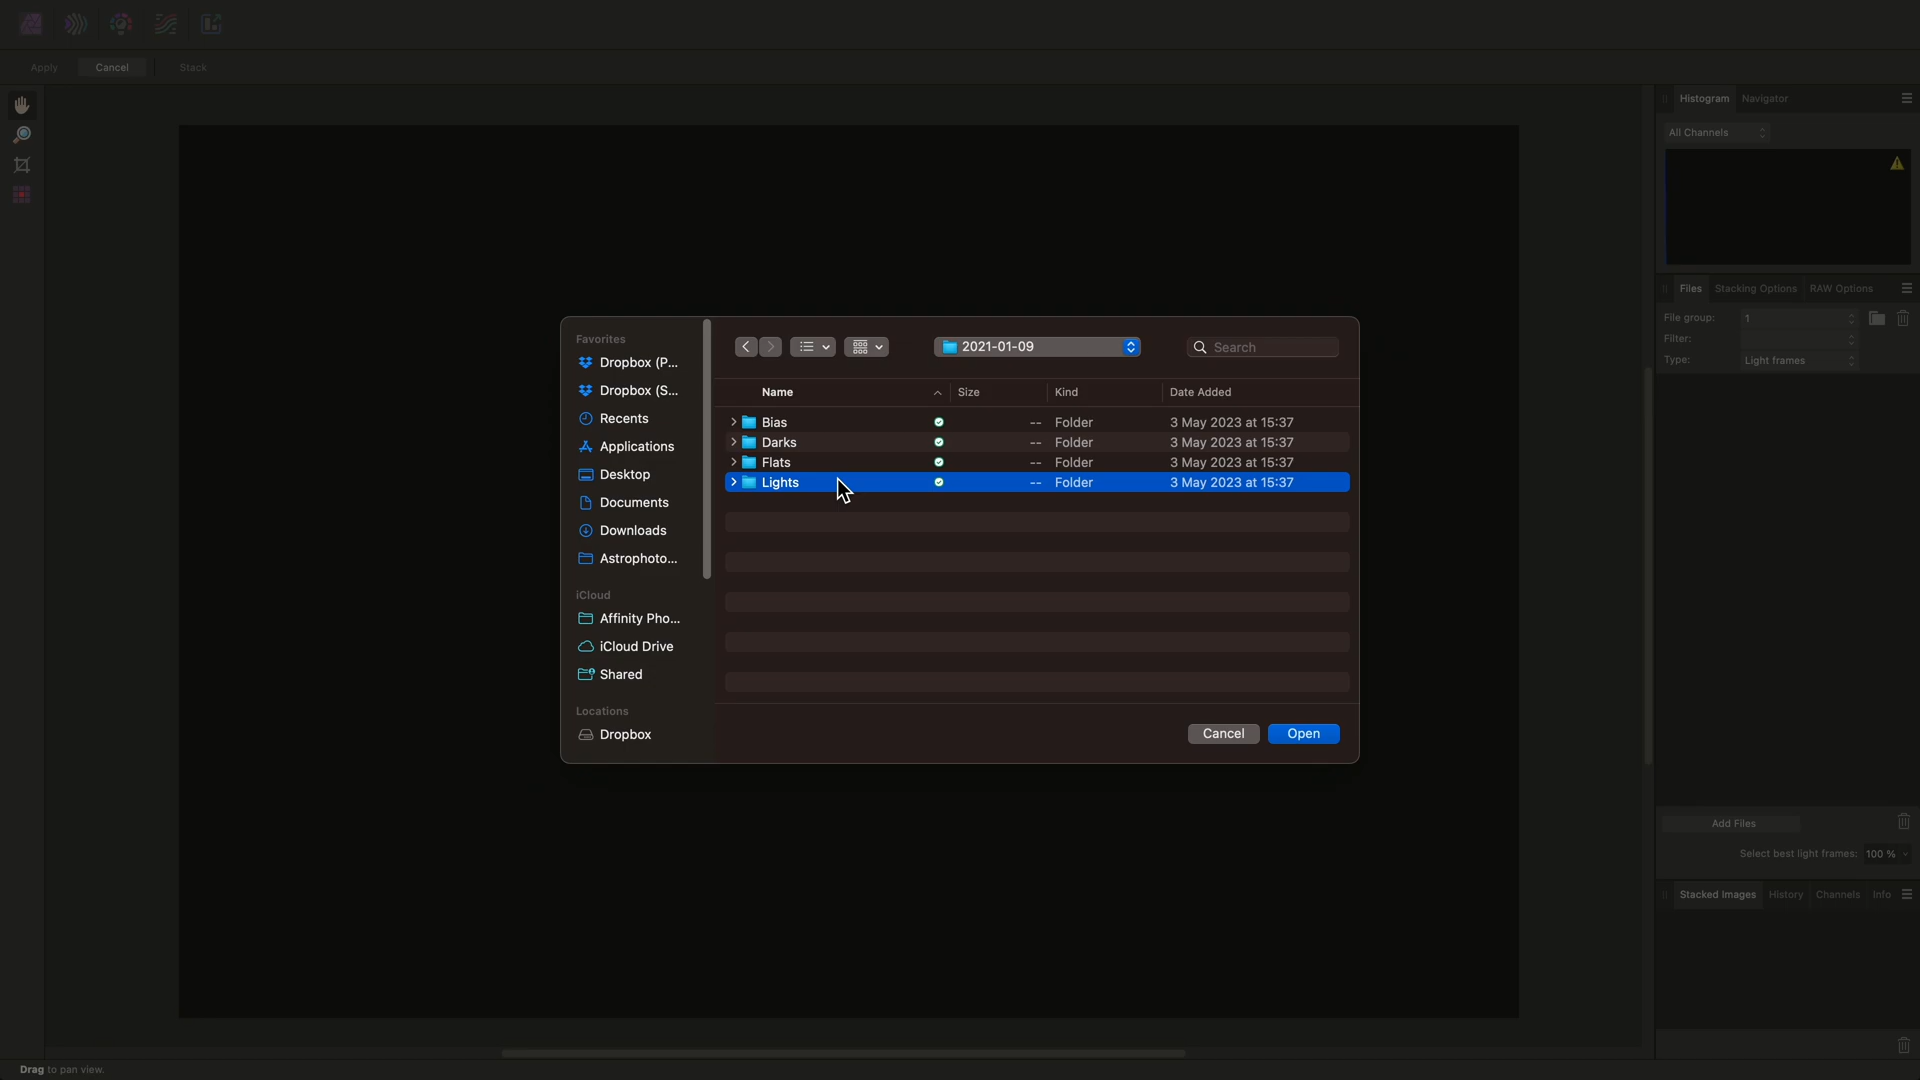 Apply Cancel Stack
Histogram Navigator
All Channels
Files Stacking Options RAW Options
File group: 1
Filter:
Type: Light frames
Favorites
Dropbox (P...
Dropbox (S...
Recents
Applications
Desktop
Documents
Downloads
Astrophoto...
iCloud
Affinity Pho...
iCloud Drive
Shared
Locations
Dropbox
2021-01-09
Search
Name Size Kind Date Added
Bias -- Folder 3 May 2023 at 15:37
Darks -- Folder 3 May 2023 at 15:37
Flats -- Folder 3 May 2023 at 15:37
Lights -- Folder 3 May 2023 at 15:37
Cancel Open
Add Files
Select best light frames: 100 %
Stacked Images History Channels Info
Drag to pan view.